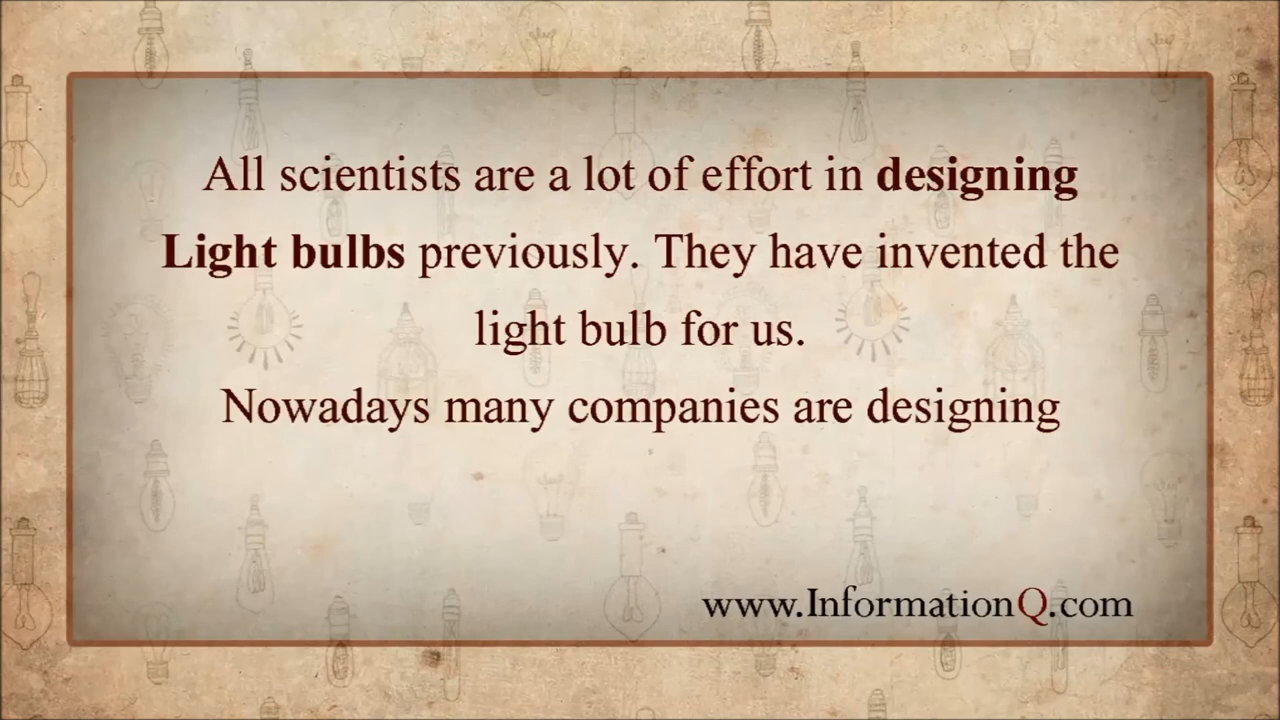 All scientists are a lot of effort in designing
Light bulbs previously. They have invented the
light bulb for us.
Nowadays many companies are designing
www.InformationQ.com